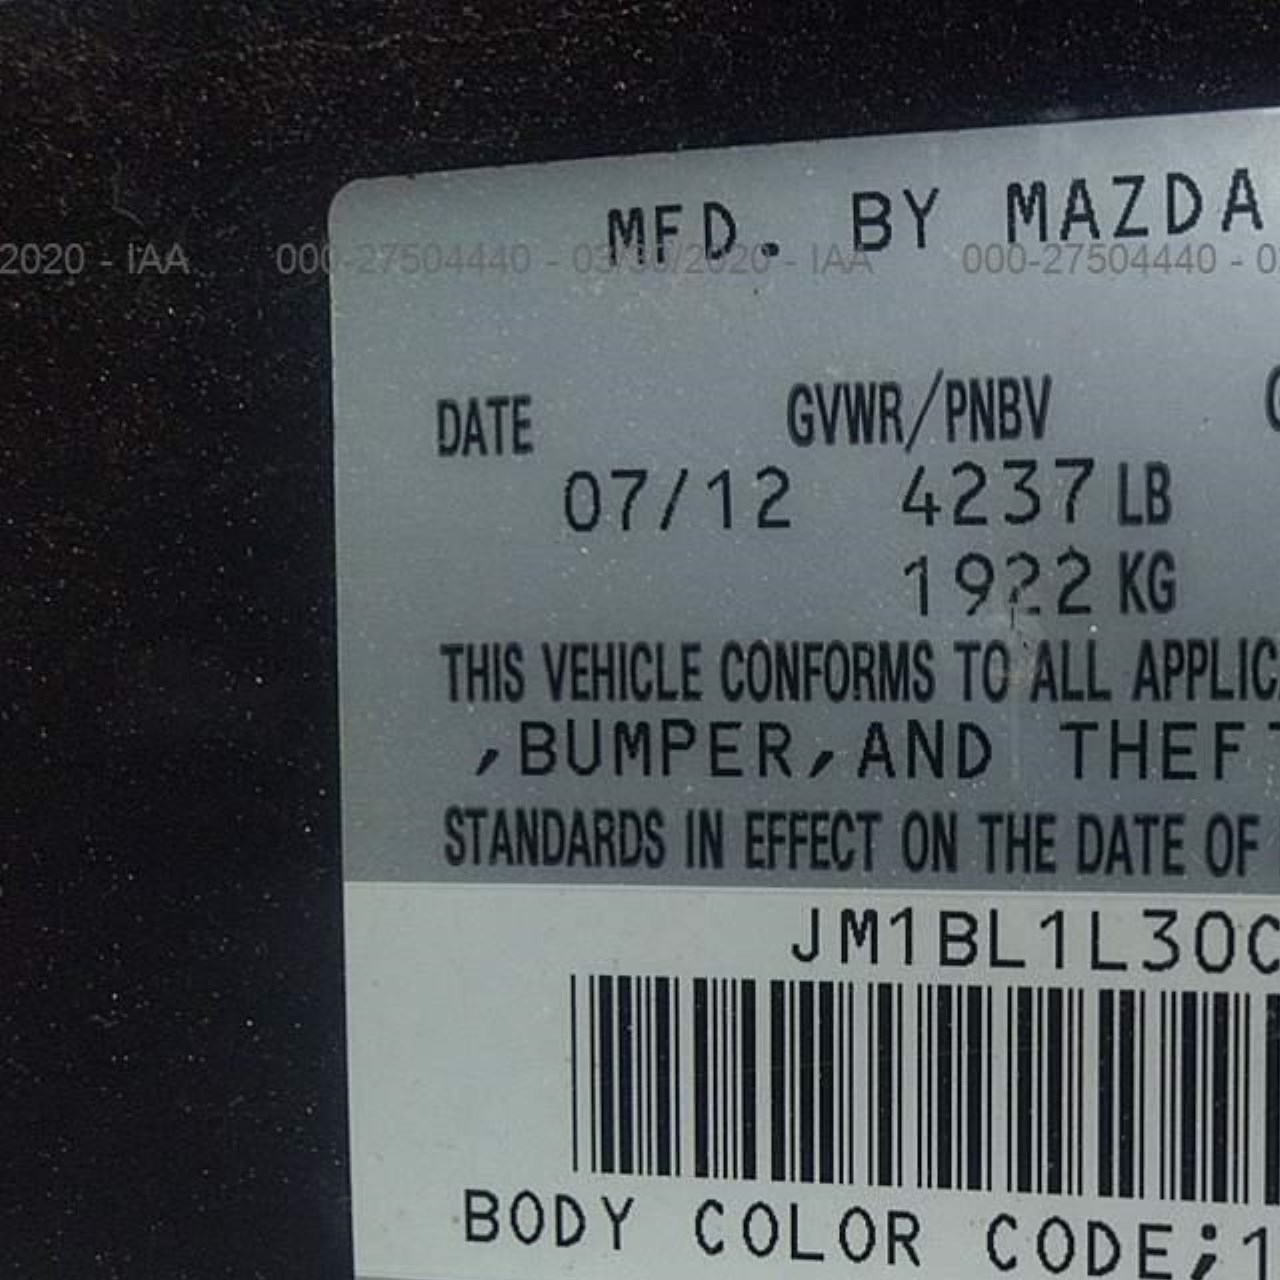 MFD. BY MAZDA
2020 - IAA 000-27504440 - 03/30/2020 - IAA 000-27504440 - 0
DATE GVWR/PNBV
07/12 4237 LB
1922 KG
THIS VEHICLE CONFORMS TO ALL APPLIC
,BUMPER,AND THEFT
STANDARDS IN EFFECT ON THE DATE OF
JM1BL1L30C
BODY COLOR CODE;1